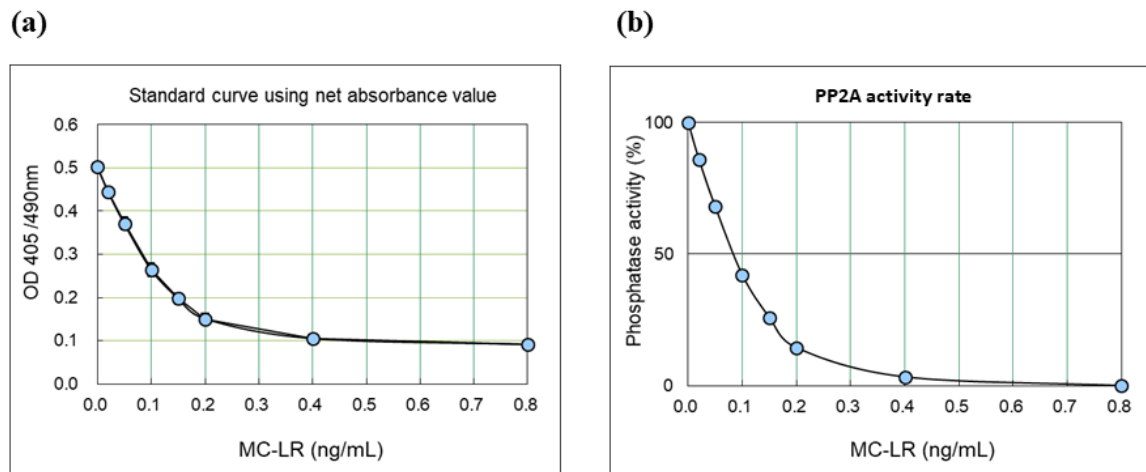 (a)
(b)
Standard curve using net absorbance value
OD 405 /490nm
0.6
0.5
0.4
0.3
0.2
0.1
0.0
0.0 0.1 0.2 0.3 0.4 0.5 0.6 0.7 0.8
MC-LR (ng/mL)
PP2A activity rate
Phosphatase activity (%)
100
50
0
0.0 0.1 0.2 0.3 0.4 0.5 0.6 0.7 0.8
MC-LR (ng/mL)